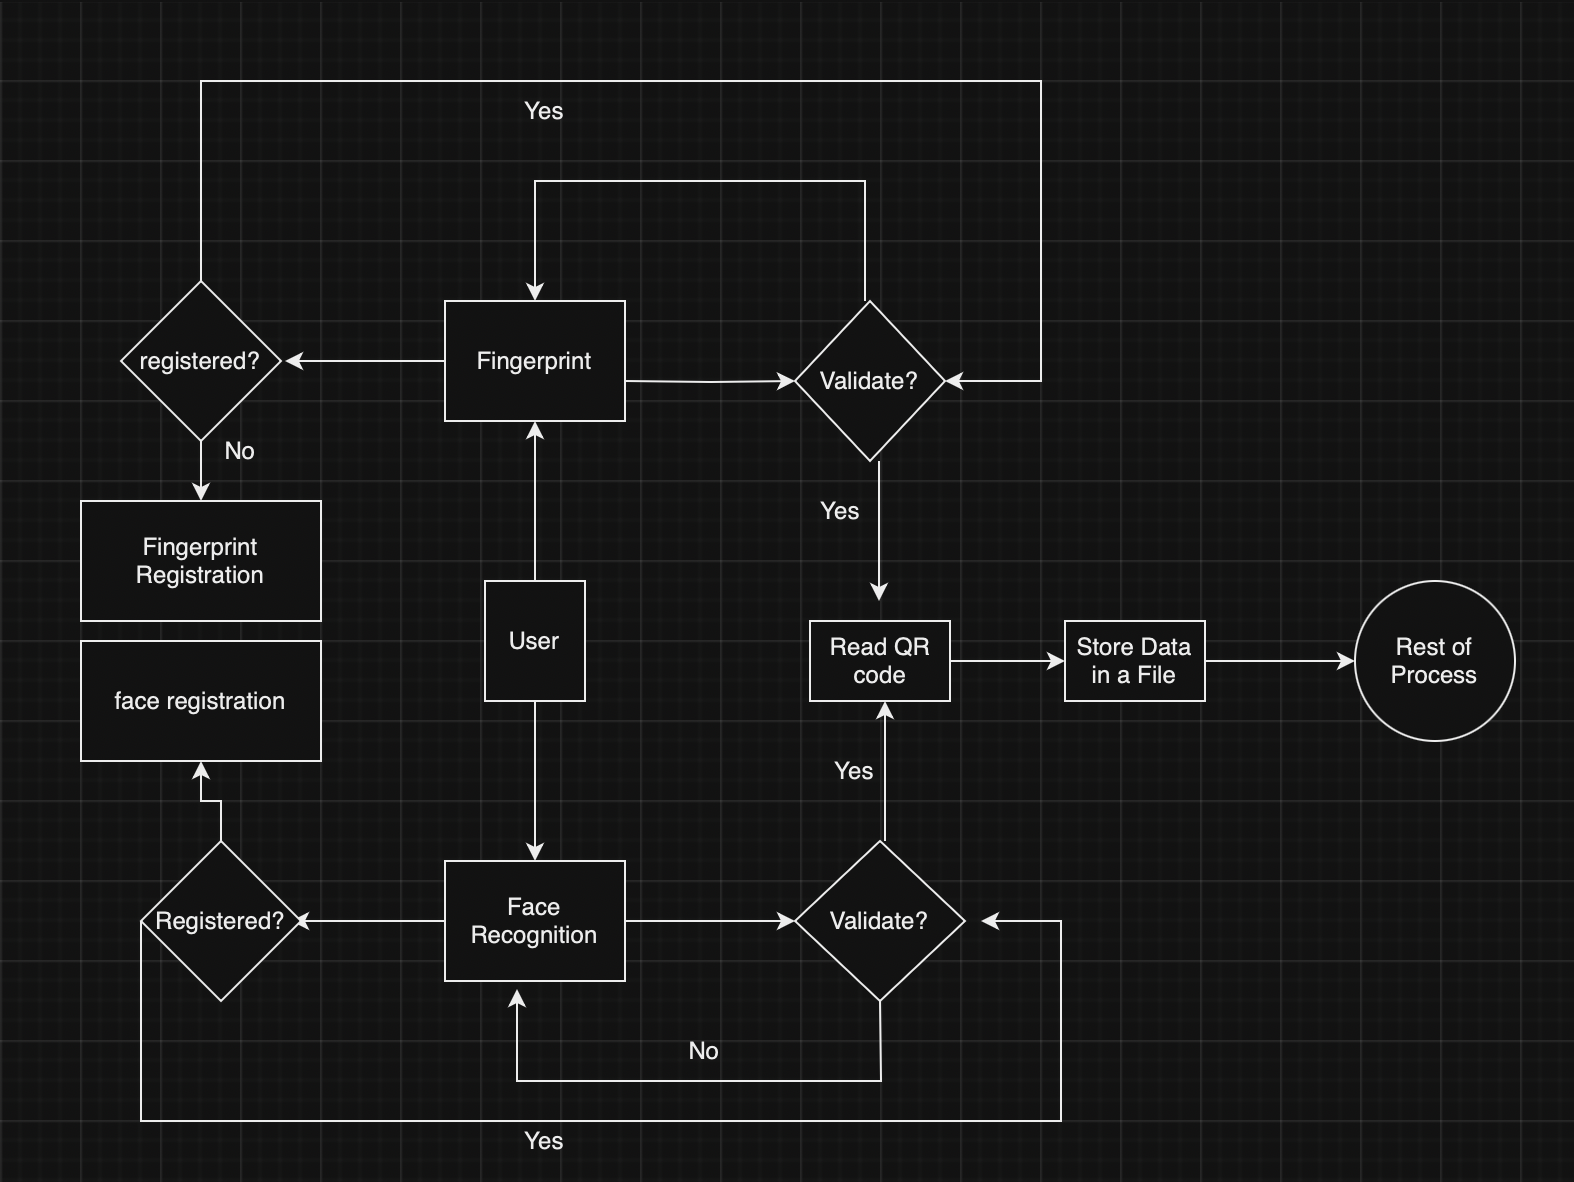 Yes
registered?
Fingerprint
Validate?
No
Yes
Fingerprint
Registration
User
Read QR
code
Store Data
in a File
Rest of
Process
face registration
Yes
Registered?
Face
Recognition
Validate?
No
Yes